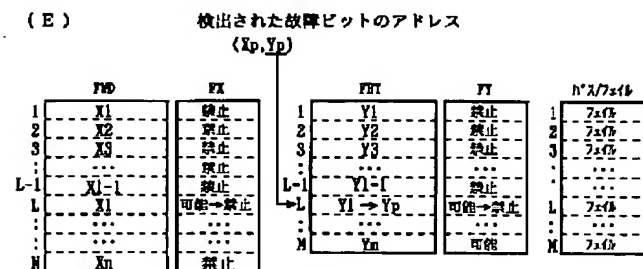 (E) 検出された故障ビットのアドレス
(Xp,Yp)
FMD FX FHT FY パス/フェイル
1 X1 禁止 1 Y1 禁止 1 フェイル
2 X2 禁止 2 Y2 禁止 2 フェイル
3 X3 禁止 3 Y3 禁止 3 フェイル
: ... 禁止 : ... ... : ...
L-1 Xl-1 禁止 L-1 Yl-1 禁止 ...
L Xl 可能→禁止 L Yl→Yp 可能→禁止 L フェイル
: ... ... : ... ... : ...
N Xn 禁止 M Ym 可能 M フェイル